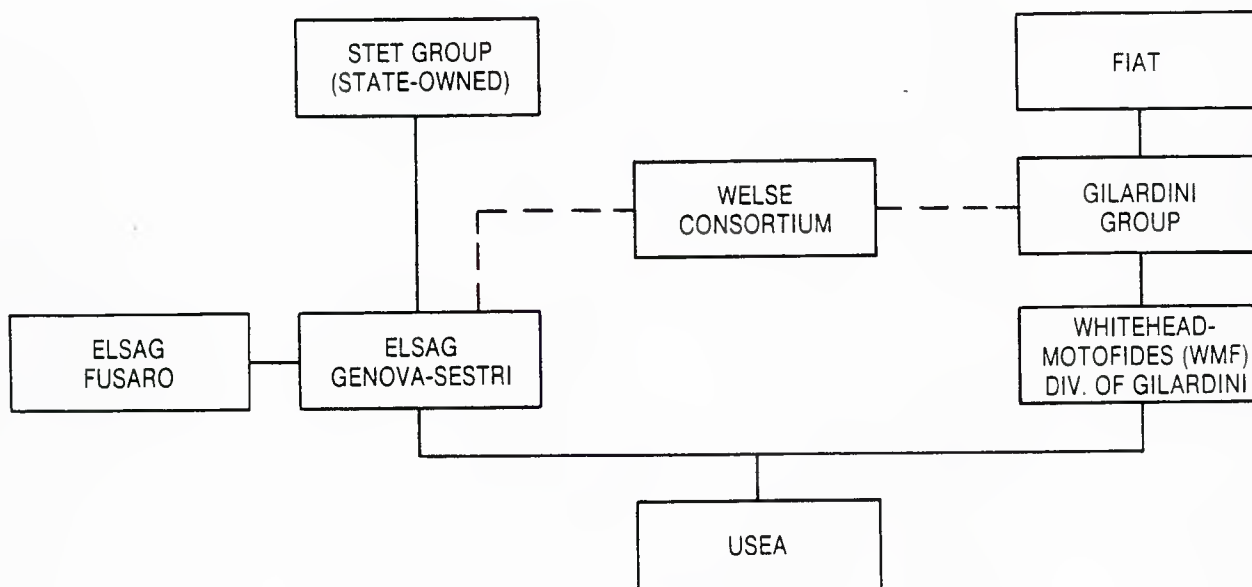 STET GROUP
(STATE-OWNED)
FIAT
WELSE
CONSORTIUM
GILARDINI
GROUP
ELSAG
FUSARO
ELSAG
GENOVA-SESTRI
WHITEHEAD-
MOTOFIDES (WMF)
DIV. OF GILARDINI
USEA